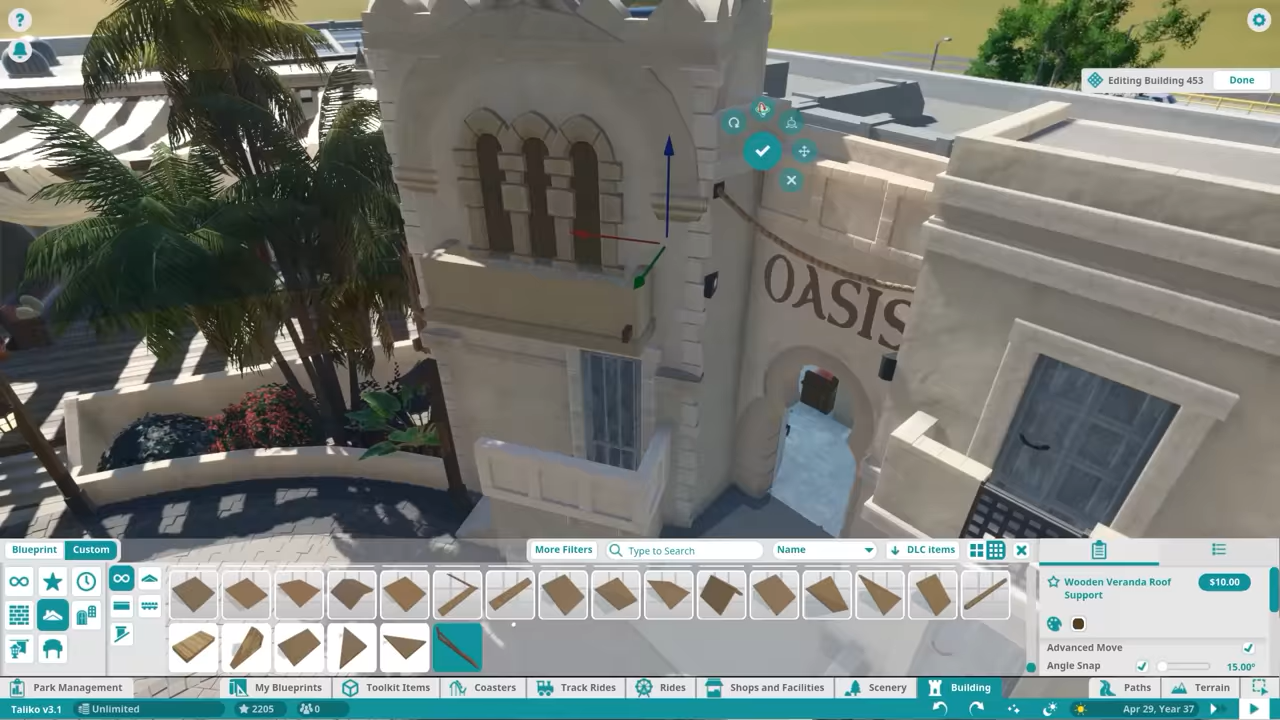 ?
Editing Building 453
Done
OASIS
Blueprint
Custom
More Filters
Type to Search
Name
DLC items
Wooden Veranda Roof Support
$10.00
Advanced Move
Angle Snap
15.00°
Park Management
My Blueprints
Toolkit Items
Coasters
Track Rides
Rides
Shops and Facilities
Scenery
Building
Paths
Terrain
Taliko v3.1
Unlimited
2205
0
Apr 29, Year 37